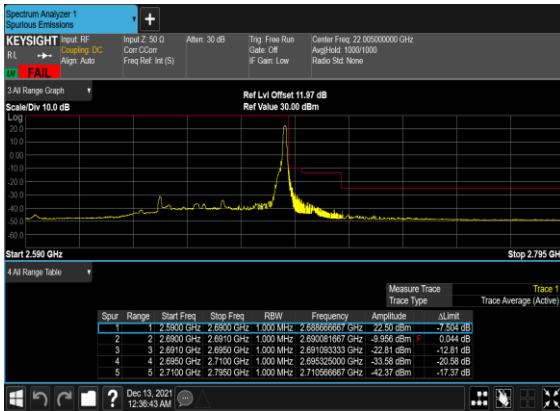 Spectrum Analyzer 1
Spurious Emissions
+
KEYSIGHT
RL
LW
FAIL
Input: RF
Coupling: DC
Align: Auto
Input Z: 50 Ω
Corr CCorr
Freq Ref: Int (S)
Atten: 30 dB
Trig: Free Run
Gate: Off
IF Gain: Low
Center Freq: 22.005000000 GHz
Avg|Hold: 1000/1000
Radio Std: None
3 All Range Graph
Scale/Div 10.0 dB
Ref Lvl Offset 11.97 dB
Ref Value 30.00 dBm
Log
20.0
10.0
0.00
-10.0
-20.0
-30.0
-40.0
-50.0
-60.0
Start 2.590 GHz
Stop 2.795 GH
4 All Range Table
Measure Trace Trace 1
Trace Type Trace Average (Active)
Spur Range Start Freq Stop Freq RBW Frequency Amplitude ΔLimit
1 1 2.5900 GHz 2.6900 GHz 1.000 MHz 2.688666667 GHz 22.50 dBm -7.504 dB
2 2 2.6900 GHz 2.6910 GHz 1.000 MHz 2.690081667 GHz -9.956 dBm F 0.044 dB
3 3 2.6910 GHz 2.6950 GHz 1.000 MHz 2.691093333 GHz -22.81 dBm -12.81 dB
4 4 2.6950 GHz 2.7100 GHz 1.000 MHz 2.695325000 GHz -33.58 dBm -20.58 dB
5 5 2.7100 GHz 2.7950 GHz 1.000 MHz 2.710566667 GHz -42.37 dBm -17.37 dB
?
Dec 13, 2021
12:36:43 AM